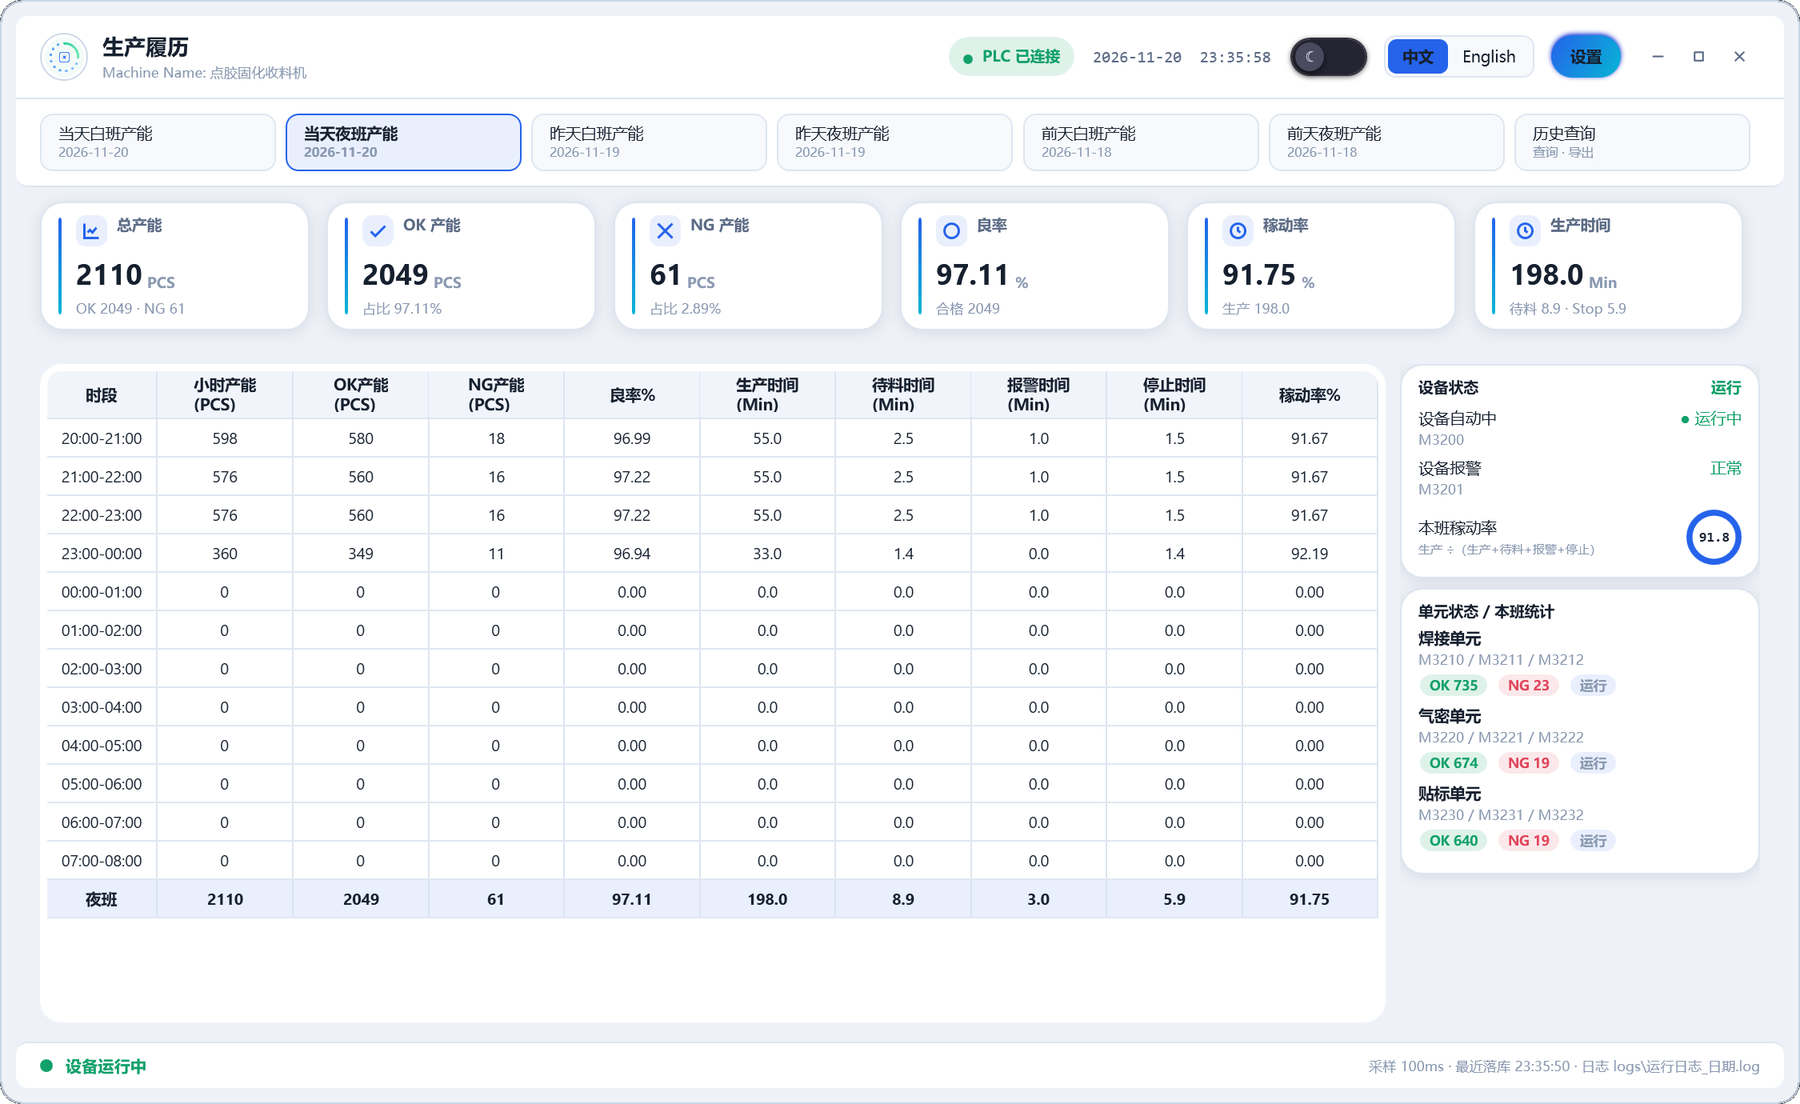 生产履历
Machine Name: 点胶固化收料机
PLC 已连接
2026-11-20 23:35:58
中文
English
设置
当天白班产能
2026-11-20
当天夜班产能
2026-11-20
昨天白班产能
2026-11-19
昨天夜班产能
2026-11-19
前天白班产能
2026-11-18
前天夜班产能
2026-11-18
历史查询
查询 · 导出
总产能
2110 PCS
OK 2049 · NG 61
OK 产能
2049 PCS
占比 97.11%
NG 产能
61 PCS
占比 2.89%
良率
97.11 %
合格 2049
稼动率
91.75 %
生产 198.0
生产时间
198.0 Min
待料 8.9 · Stop 5.9
时段 小时产能(PCS) OK产能(PCS) NG产能(PCS) 良率% 生产时间(Min) 待料时间(Min) 报警时间(Min) 停止时间(Min) 稼动率%
20:00-21:00 598 580 18 96.99 55.0 2.5 1.0 1.5 91.67
21:00-22:00 576 560 16 97.22 55.0 2.5 1.0 1.5 91.67
22:00-23:00 576 560 16 97.22 55.0 2.5 1.0 1.5 91.67
23:00-00:00 360 349 11 96.94 33.0 1.4 0.0 1.4 92.19
00:00-01:00 0 0 0 0.00 0.0 0.0 0.0 0.0 0.00
01:00-02:00 0 0 0 0.00 0.0 0.0 0.0 0.0 0.00
02:00-03:00 0 0 0 0.00 0.0 0.0 0.0 0.0 0.00
03:00-04:00 0 0 0 0.00 0.0 0.0 0.0 0.0 0.00
04:00-05:00 0 0 0 0.00 0.0 0.0 0.0 0.0 0.00
05:00-06:00 0 0 0 0.00 0.0 0.0 0.0 0.0 0.00
06:00-07:00 0 0 0 0.00 0.0 0.0 0.0 0.0 0.00
07:00-08:00 0 0 0 0.00 0.0 0.0 0.0 0.0 0.00
夜班 2110 2049 61 97.11 198.0 8.9 3.0 5.9 91.75
设备状态 运行
设备自动中 运行中
M3200
设备报警 正常
M3201
本班稼动率
生产 ÷ (生产+待料+报警+停止)
91.8
单元状态 / 本班统计
焊接单元
M3210 / M3211 / M3212
OK 735 NG 23 运行
气密单元
M3220 / M3221 / M3222
OK 674 NG 19 运行
贴标单元
M3230 / M3231 / M3232
OK 640 NG 19 运行
设备运行中
采样 100ms · 最近落库 23:35:50 · 日志 logs\运行日志_日期.log